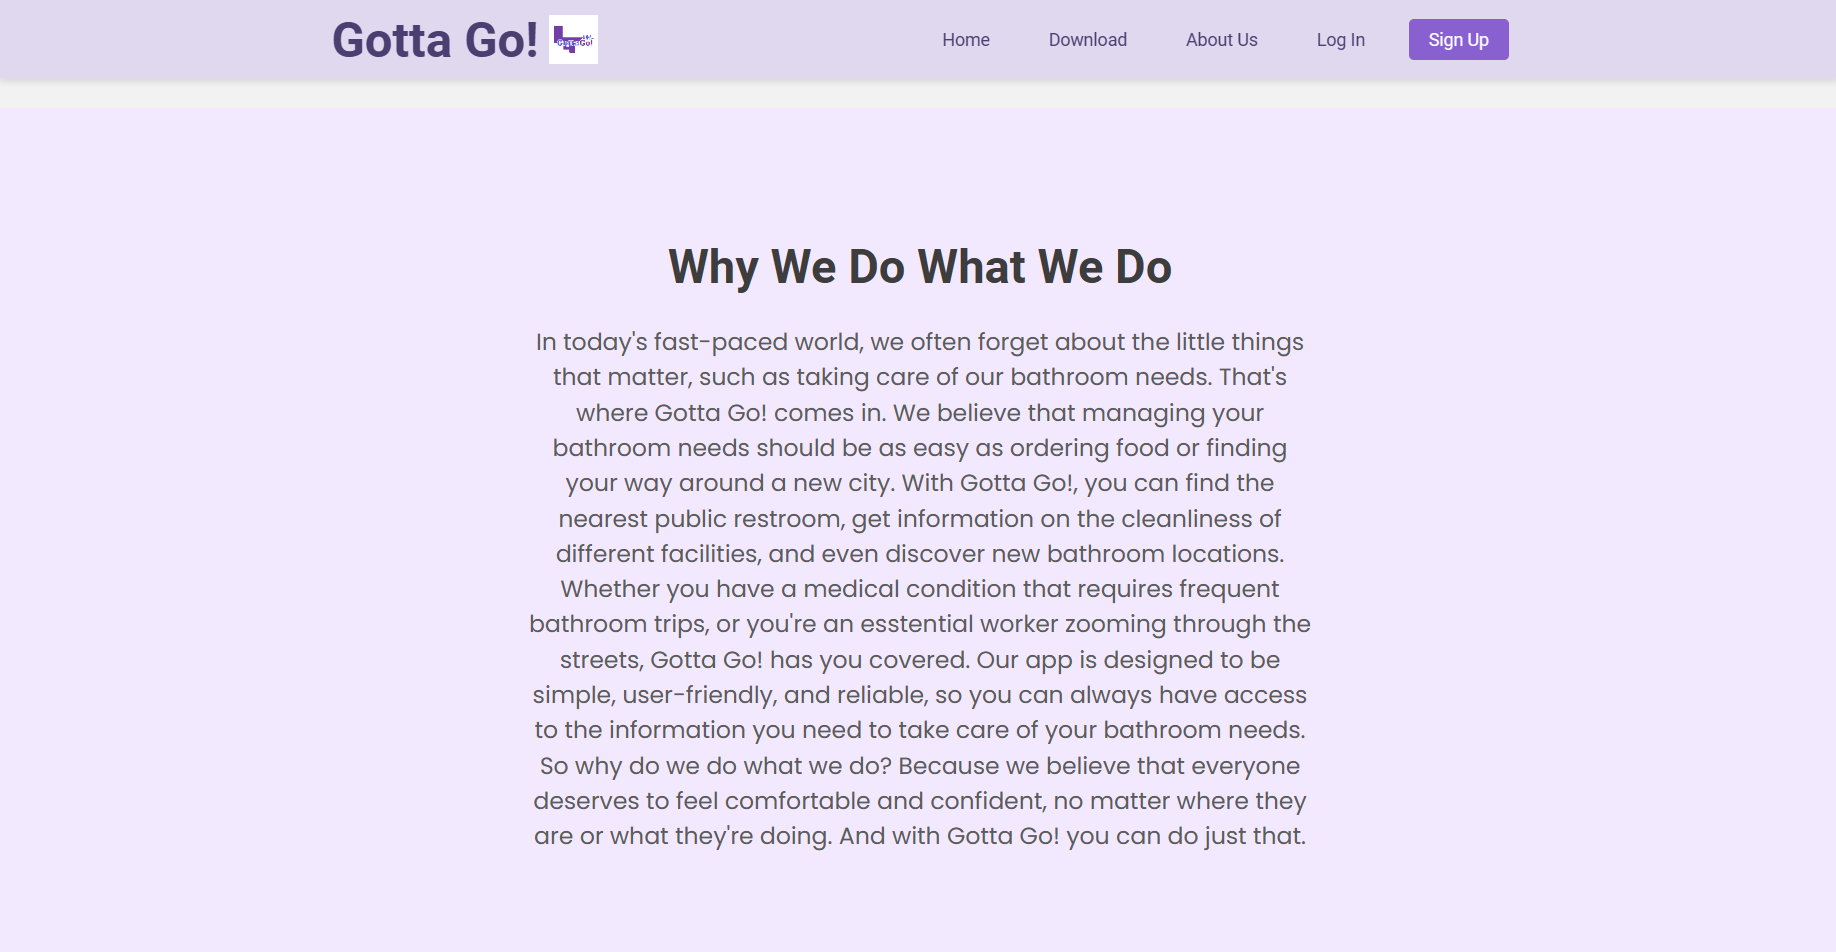 Gotta Go!
Home
Download
About Us
Log In
Sign Up
Why We Do What We Do
In today's fast-paced world, we often forget about the little things
that matter, such as taking care of our bathroom needs. That's
where Gotta Go! comes in. We believe that managing your
bathroom needs should be as easy as ordering food or finding
your way around a new city. With Gotta Go!, you can find the
nearest public restroom, get information on the cleanliness of
different facilities, and even discover new bathroom locations.
Whether you have a medical condition that requires frequent
bathroom trips, or you're an esstential worker zooming through the
streets, Gotta Go! has you covered. Our app is designed to be
simple, user-friendly, and reliable, so you can always have access
to the information you need to take care of your bathroom needs.
So why do we do what we do? Because we believe that everyone
deserves to feel comfortable and confident, no matter where they
are or what they're doing. And with Gotta Go! you can do just that.